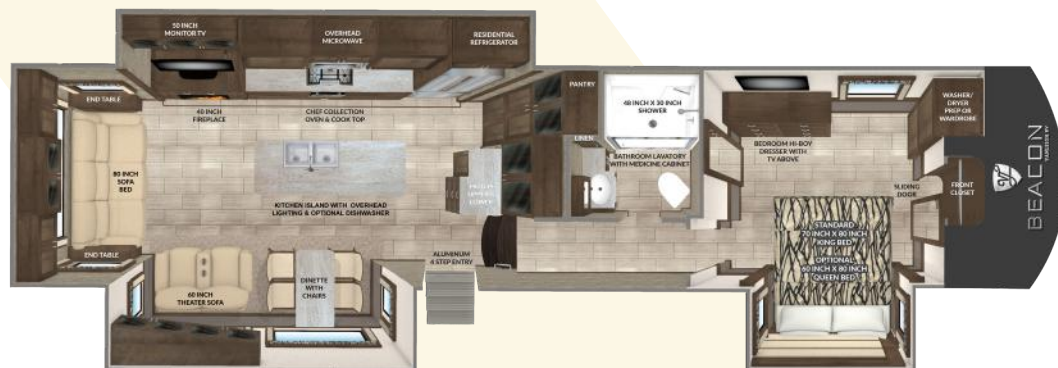 50 INCH
MONITOR TV
OVERHEAD
MICROWAVE
RESIDENTIAL
REFRIGERATOR
END TABLE
40 INCH
FIREPLACE
CHEF COLLECTION
OVEN & COOK TOP
PANTRY
48 INCH X 30 INCH
SHOWER
WASHER/
DRYER
PREP OR
WARDROBE
LINEN
BATHROOM LAVATORY
WITH MEDICINE CABINET
BEDROOM HI-BOY
DRESSER WITH
TV ABOVE
80 INCH
SOFA
BED
KITCHEN ISLAND WITH OVERHEAD
LIGHTING & OPTIONAL DISHWASHER
SLIDING
DOOR
FRONT
CLOSET
BEACON
STANDARD
70 INCH X 80 INCH
KING BED
OPTIONAL
60 INCH X 80 INCH
QUEEN BED
END TABLE
60 INCH
THEATER SOFA
DINETTE
WITH
CHAIRS
ALUMINUM
4 STEP ENTRY